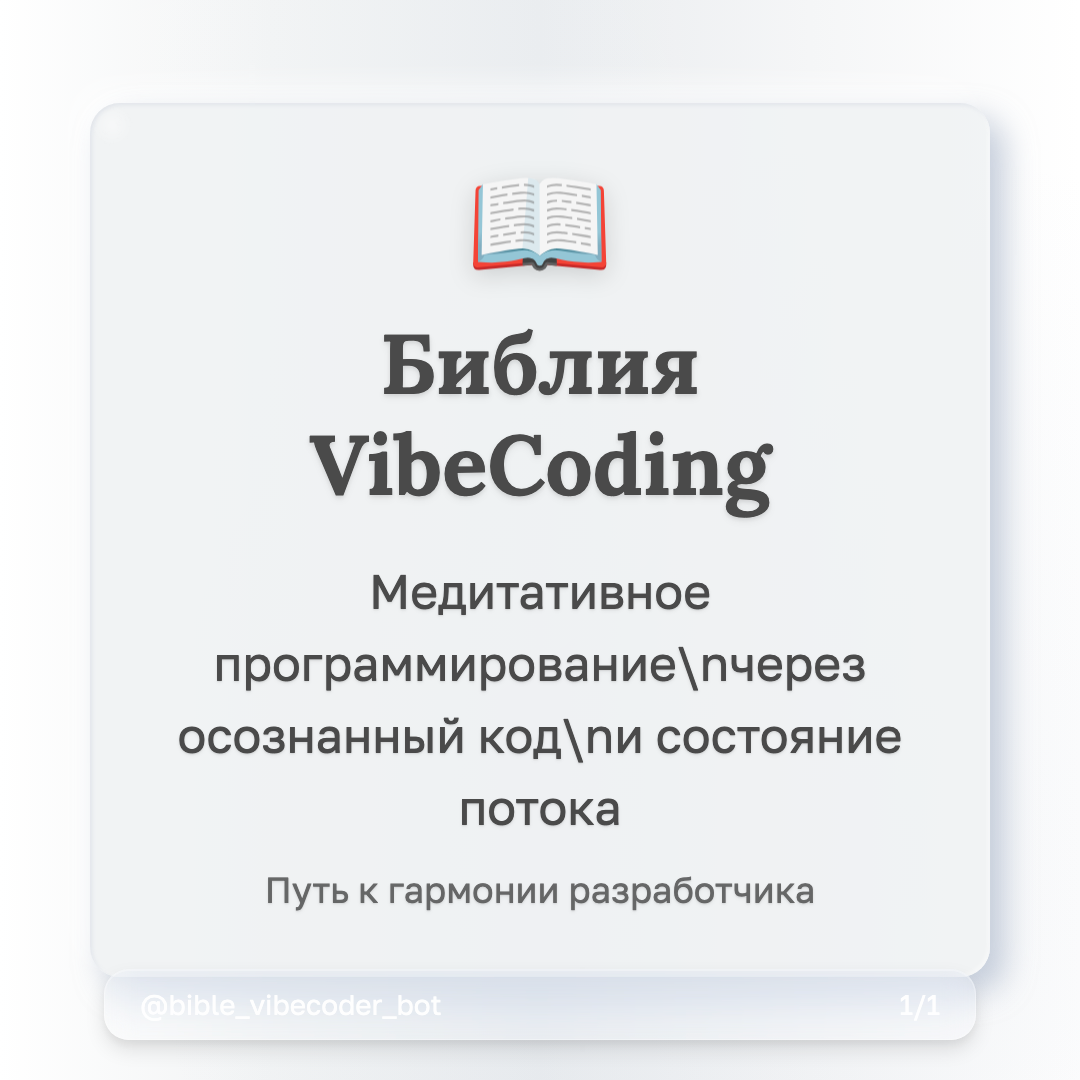 Библия
VibeCoding
Медитативное
программирование\nчерез
осознанный код\nи состояние
потока
Путь к гармонии разработчика
@bible_vibecoder_bot
1/1